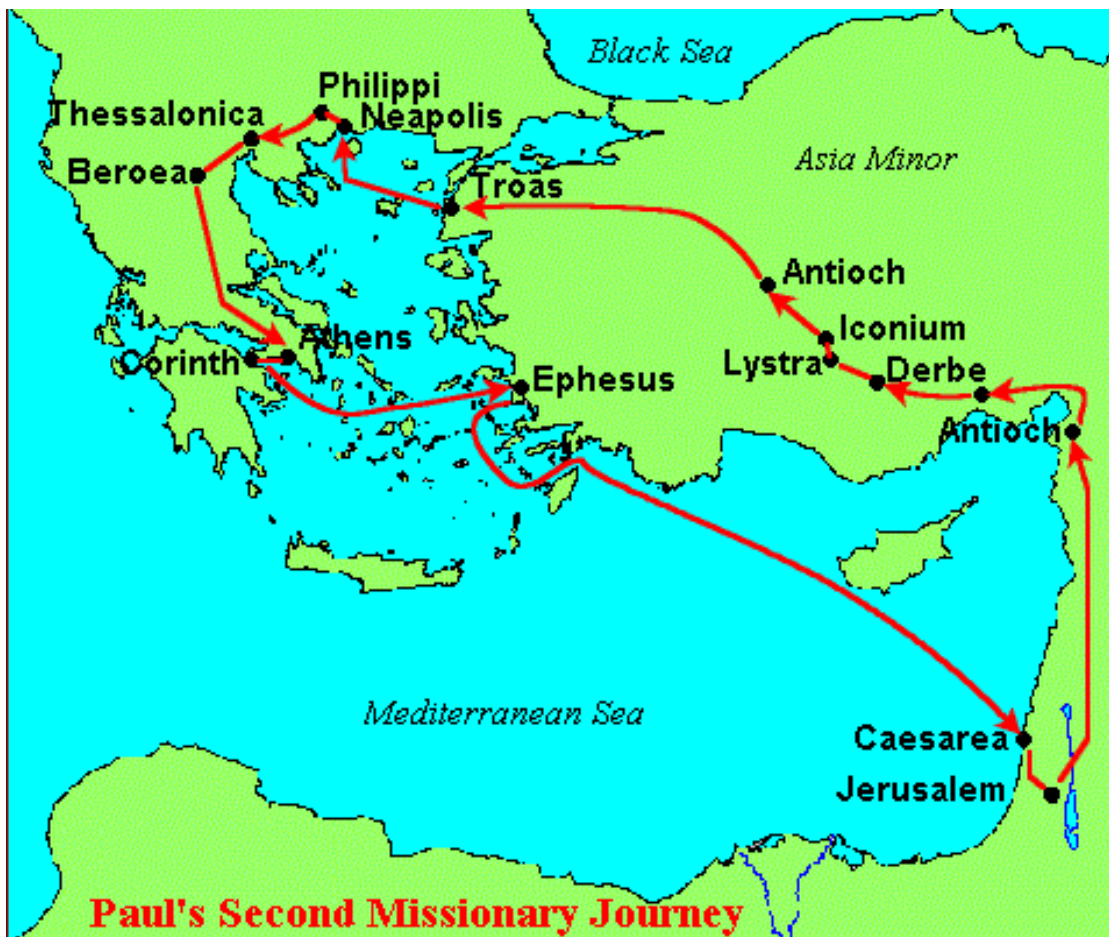 Black Sea
Philippi
Thessalonica
Neapolis
Asia Minor
Beroea
Troas
Antioch
Iconium
Athens
Corinth
Lystra
Derbe
Ephesus
Antioch
Mediterranean Sea
Caesarea
Jerusalem
Paul's Second Missionary Journey